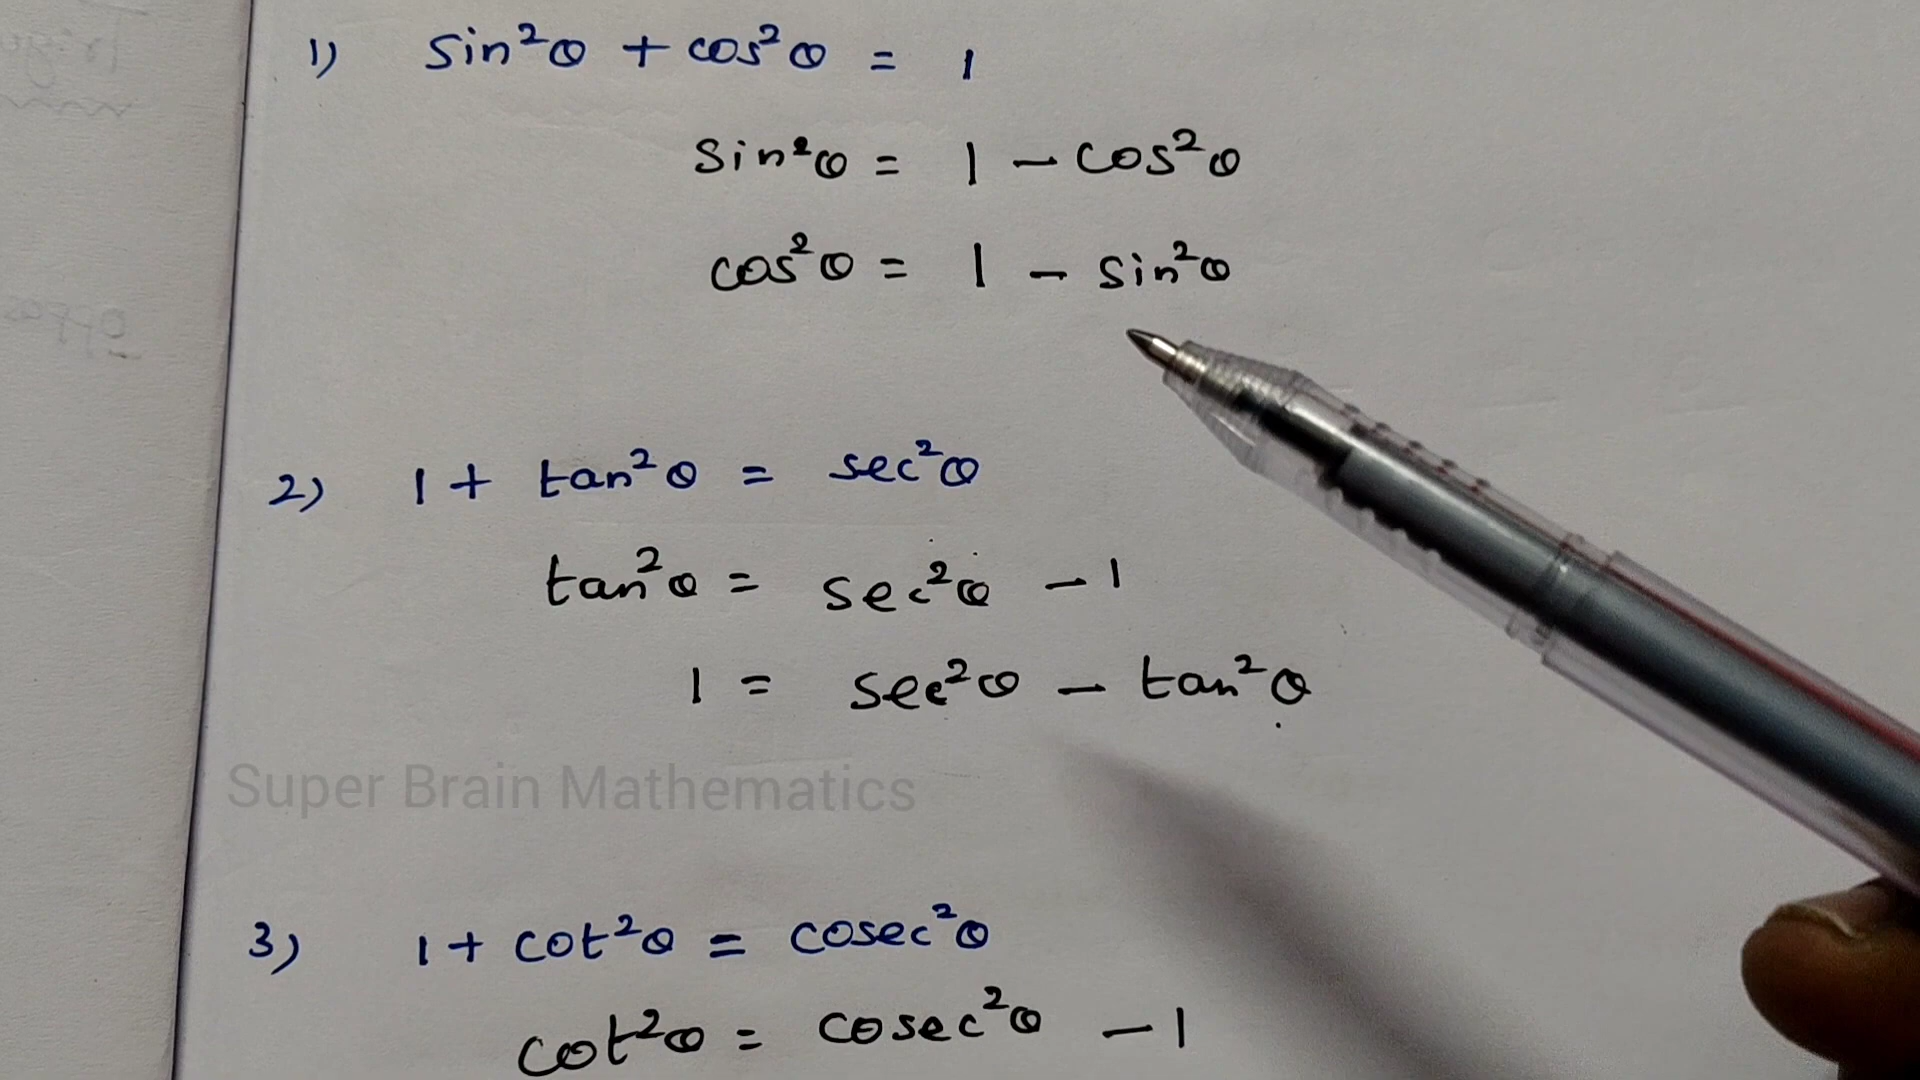 1) sin²θ + cos²θ = 1
sin²θ = 1 - cos²θ
cos²θ = 1 - sin²θ
2) 1 + tan²θ = sec²θ
tan²θ = sec²θ - 1
1 = sec²θ - tan²θ
Super Brain Mathematics
3) 1 + cot²θ = cosec²θ
cot²θ = cosec²θ - 1